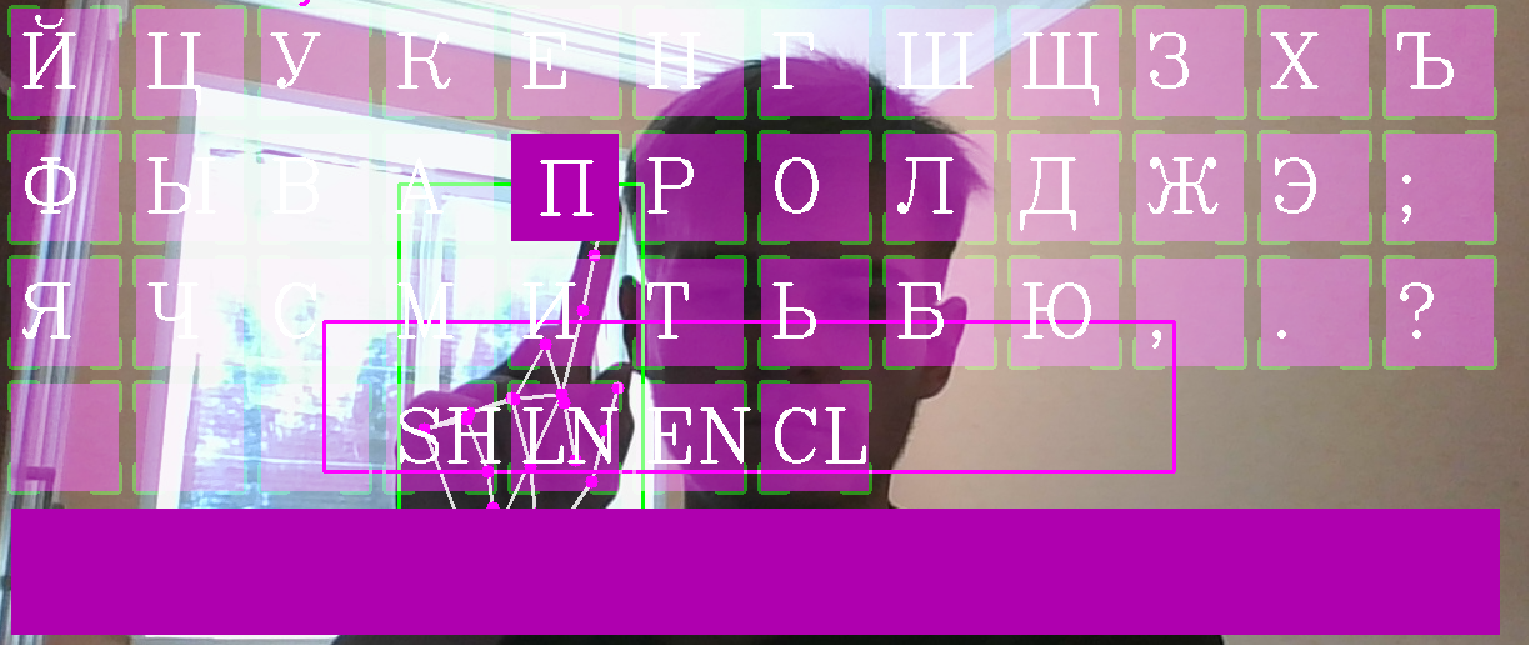 Й Ц У К Е Н Г Ш Щ З Х Ъ
Ф Ы В А П Р О Л Д Ж Э ;
Я Ч С М И Т Ь Б Ю , . ?
SH LN EN CL